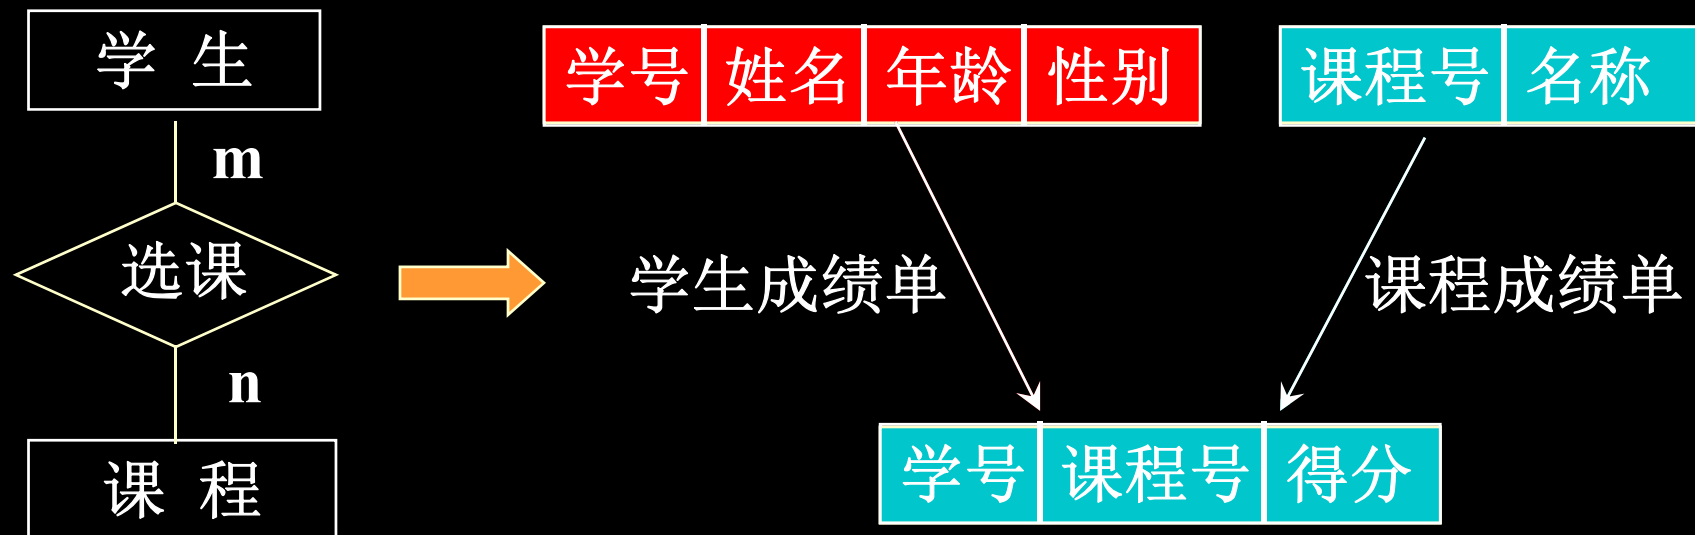 学 生
m
选课
n
课 程
学号 姓名 年龄 性别
课程号 名称
学生成绩单
课程成绩单
学号 课程号 得分